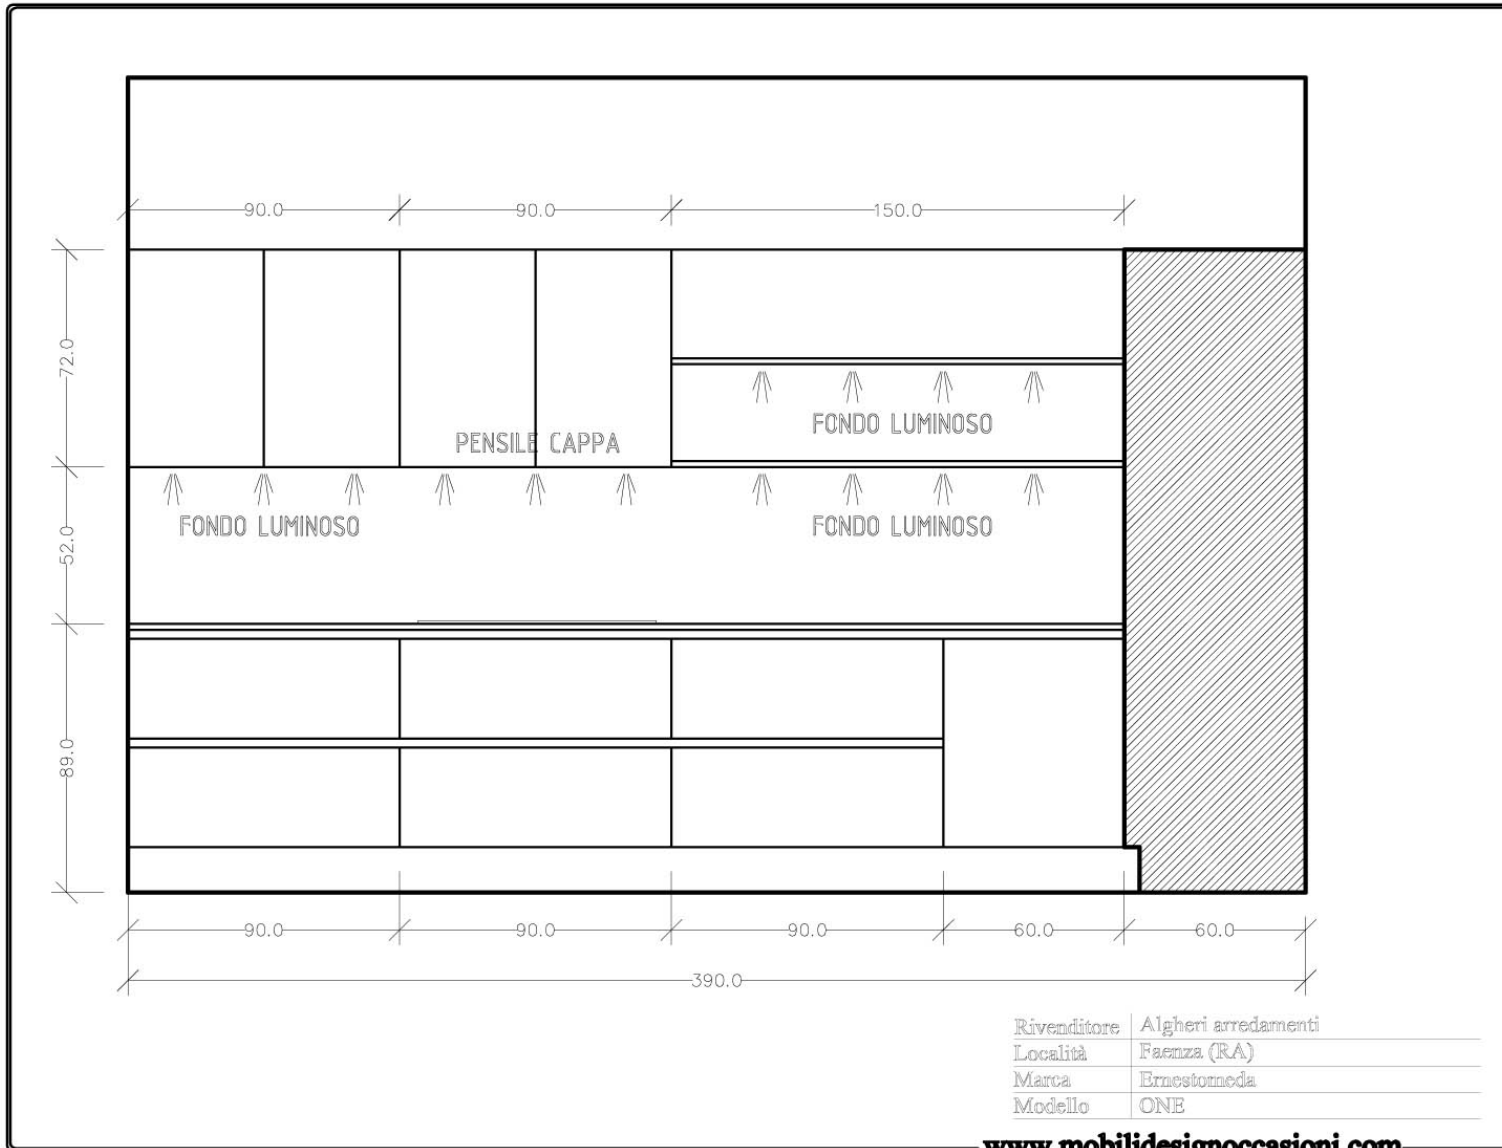 90.0 90.0 150.0
72.0
FONDO LUMINOSO
PENSILE CAPPA
FONDO LUMINOSO FONDO LUMINOSO
52.0
89.0
90.0 90.0 90.0 60.0 60.0
390.0
Rivenditore Algheri arredamenti
Località Faenza (RA)
Marca Ernestomeda
Modello ONE
www.mobilidesignoccasioni.com